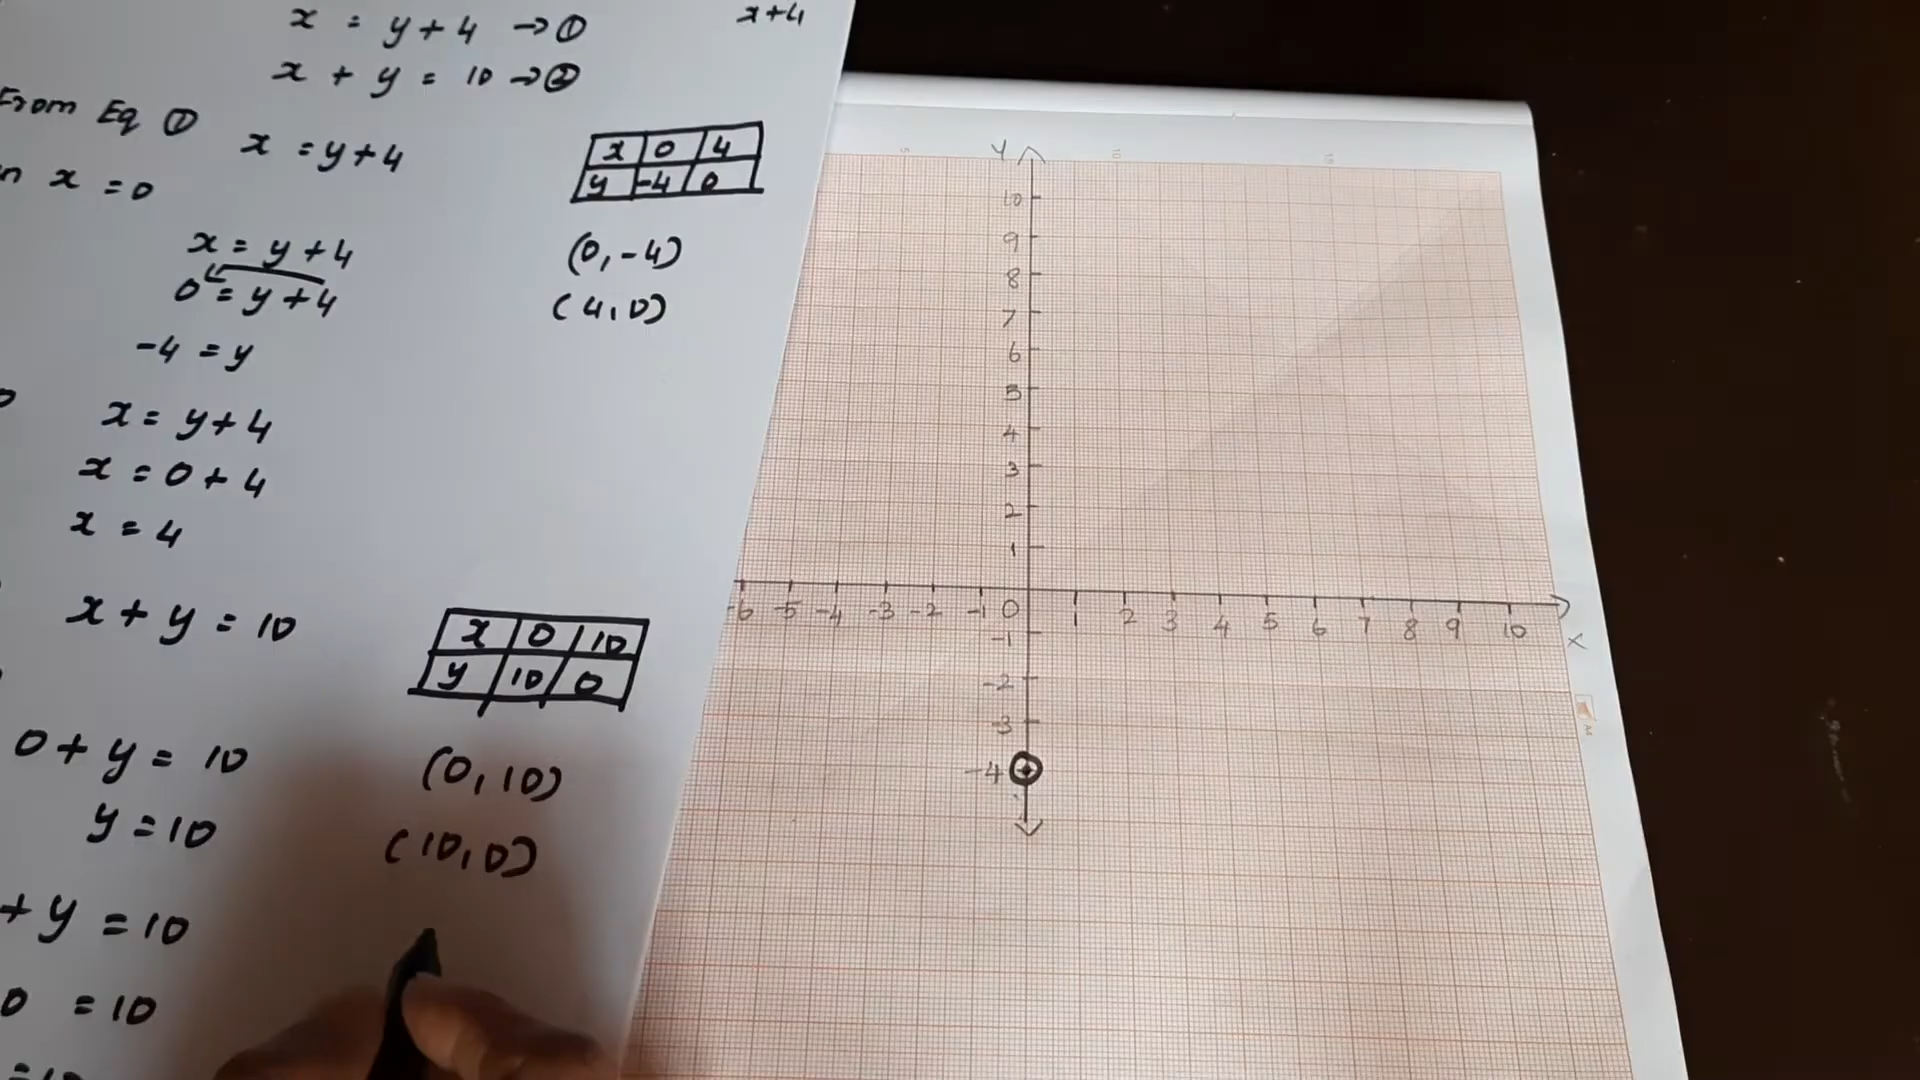 x = y + 4 → ①
x + 4
x + y = 10 → ②
From Eq ①
x = y + 4
x 0 4
y -4 0
x = 0
x = y + 4
(0, -4)
0 = y + 4
(4, 0)
-4 = y
x = y + 4
x = 0 + 4
x = 4
x + y = 10
x 0 10
y 10 0
0 + y = 10
(0, 10)
y = 10
(10, 0)
+ y = 10
0 = 10
Y
10
9
8
7
6
5
4
3
2
1
-6 -5 -4 -3 -2 -1 0 1 2 3 4 5 6 7 8 9 10
X
-1
-2
-3
-4